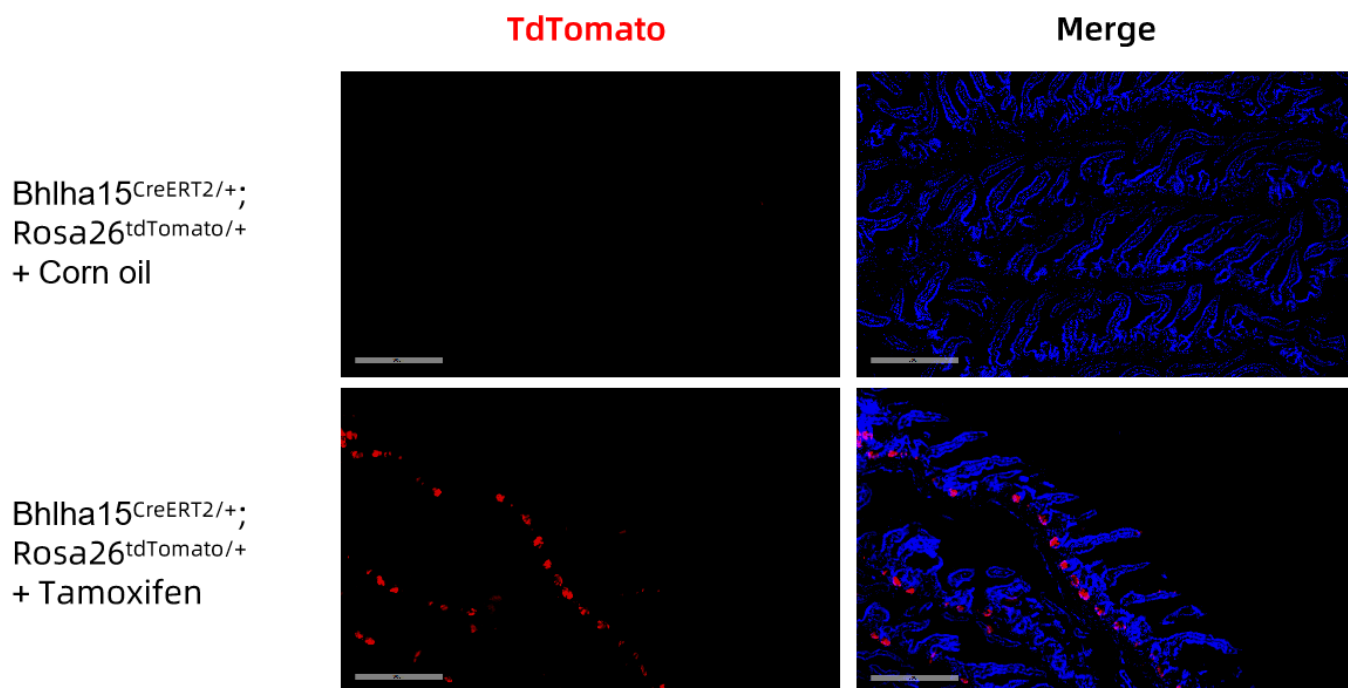 TdTomato
Merge
Bhlha15CreERT2/+;
Rosa26tdTomato/+
+ Corn oil
Bhlha15CreERT2/+;
Rosa26tdTomato/+
+ Tamoxifen